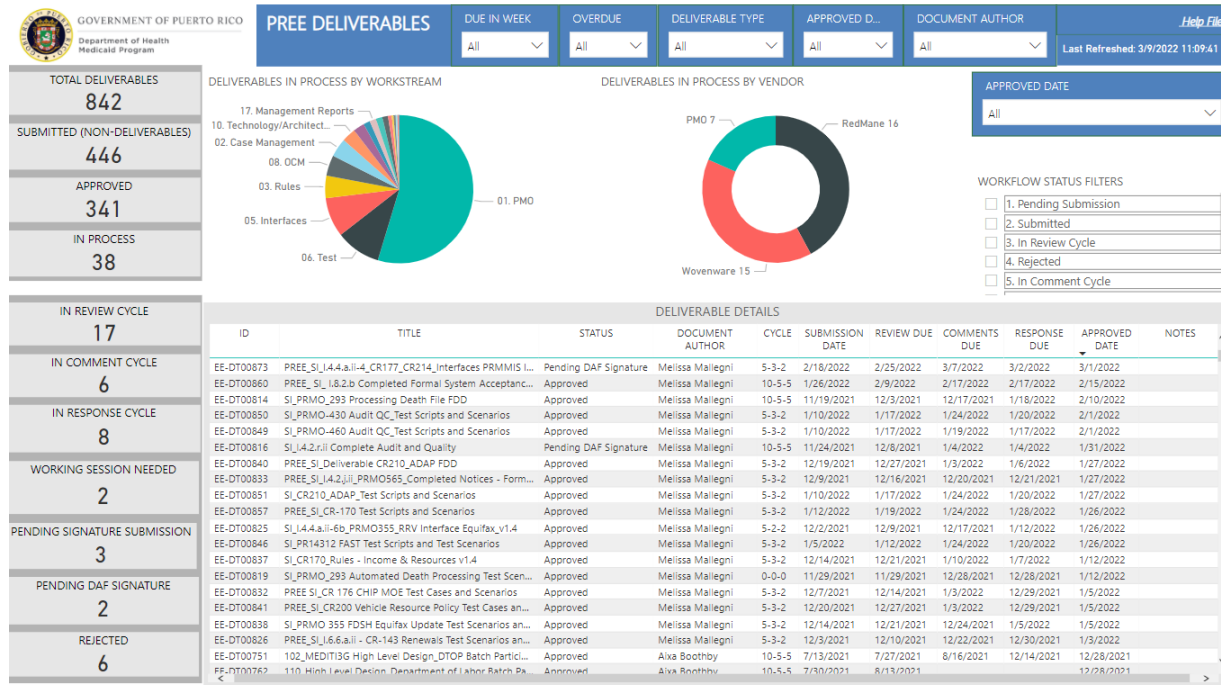 GOVERNMENT OF PUERTO RICO
Department of Health
Medicaid Program
PREE DELIVERABLES
DUE IN WEEK
All
OVERDUE
All
DELIVERABLE TYPE
All
APPROVED D...
All
DOCUMENT AUTHOR
All
Help File
Last Refreshed: 3/9/2022 11:09:41
TOTAL DELIVERABLES
842
SUBMITTED (NON-DELIVERABLES)
446
APPROVED
341
IN PROCESS
38
DELIVERABLES IN PROCESS BY WORKSTREAM
17. Management Reports
10. Technology/Architect...
02. Case Management
08. OCM
03. Rules
05. Interfaces
06. Test
01. PMO
DELIVERABLES IN PROCESS BY VENDOR
PMO 7
RedMane 16
Wovenware 15
APPROVED DATE
All
WORKFLOW STATUS FILTERS
1. Pending Submission
2. Submitted
3. In Review Cycle
4. Rejected
5. In Comment Cycle
IN REVIEW CYCLE
17
IN COMMENT CYCLE
6
IN RESPONSE CYCLE
8
WORKING SESSION NEEDED
2
PENDING SIGNATURE SUBMISSION
3
PENDING DAF SIGNATURE
2
REJECTED
6
DELIVERABLE DETAILS
ID TITLE STATUS DOCUMENT AUTHOR CYCLE SUBMISSION DATE REVIEW DUE COMMENTS DUE RESPONSE DUE APPROVED DATE NOTES
EE-DT00873 PREE_SI_I.4.4.a.ii-4_CR177_CR214_Interfaces PRMMIS I... Pending DAF Signature Melissa Mallegni 5-3-2 2/18/2022 2/25/2022 3/7/2022 3/2/2022 3/1/2022
EE-DT00860 PREE_ SI_ I.8.2.b Completed Formal System Acceptanc... Approved Melissa Mallegni 10-5-5 1/26/2022 2/9/2022 2/17/2022 2/17/2022 2/15/2022
EE-DT00814 SI_PRMO_293 Processing Death File FDD Approved Melissa Mallegni 10-5-5 11/19/2021 12/3/2021 12/17/2021 1/18/2022 2/10/2022
EE-DT00850 SI_PRMO-430 Audit QC_Test Scripts and Scenarios Approved Melissa Mallegni 5-3-2 1/10/2022 1/17/2022 1/24/2022 1/20/2022 2/1/2022
EE-DT00849 SI_PRMO-460 Audit QC_Test Scripts and Scenarios Approved Melissa Mallegni 5-3-2 1/10/2022 1/17/2022 1/19/2022 1/17/2022 2/1/2022
EE-DT00816 SI_I.4.2.r.ii Complete Audit and Quality Pending DAF Signature Melissa Mallegni 10-5-5 11/24/2021 12/8/2021 1/4/2022 1/4/2022 1/31/2022
EE-DT00840 PREE_SI_Deliverable CR210_ADAP FDD Approved Melissa Mallegni 5-3-2 12/19/2021 12/27/2021 1/3/2022 1/6/2022 1/27/2022
EE-DT00833 PREE_SI_I.4.2.j.ii_PRMO565_Completed Notices - Form... Approved Melissa Mallegni 5-3-2 12/9/2021 12/16/2021 12/20/2021 12/21/2021 1/27/2022
EE-DT00851 SI_CR210_ADAP_Test Scripts and Scenarios Approved Melissa Mallegni 5-3-2 1/10/2022 1/17/2022 1/24/2022 1/20/2022 1/27/2022
EE-DT00857 PREE_SI_CR-170 Test Scripts and Scenarios Approved Melissa Mallegni 5-3-2 1/12/2022 1/19/2022 1/24/2022 1/28/2022 1/26/2022
EE-DT00825 SI_I.4.4.a.ii-6b_PRMO355_RRV Interface Equifax_v1.4 Approved Melissa Mallegni 5-2-2 12/2/2021 12/9/2021 12/17/2021 1/12/2022 1/26/2022
EE-DT00846 SI_PR14312 FAST Test Scripts and Test Scenarios Approved Melissa Mallegni 5-3-2 1/5/2022 1/12/2022 1/24/2022 1/20/2022 1/26/2022
EE-DT00837 SI_CR170_Rules - Income & Resources v1.4 Approved Melissa Mallegni 5-3-2 12/14/2021 12/21/2021 1/10/2022 1/7/2022 1/12/2022
EE-DT00819 SI_PRMO_293 Automated Death Processing Test Scen... Approved Melissa Mallegni 0-0-0 11/29/2021 11/29/2021 12/28/2021 12/28/2021 1/12/2022
EE-DT00832 PREE SI_CR 176 CHIP MOE Test Cases and Scenarios Approved Melissa Mallegni 5-3-2 12/7/2021 12/14/2021 1/3/2022 12/29/2021 1/5/2022
EE-DT00841 PREE_SI_CR200 Vehicle Resource Policy Test Cases an... Approved Melissa Mallegni 5-3-2 12/20/2021 12/27/2021 1/3/2022 12/29/2021 1/5/2022
EE-DT00838 SI_PRMO 355 FDSH Equifax Update Test Scenarios an... Approved Melissa Mallegni 5-3-2 12/14/2021 12/21/2021 12/24/2021 1/5/2022 1/5/2022
EE-DT00826 PREE_SI_I.6.6.a.ii - CR-143 Renewals Test Scenarios an... Approved Melissa Mallegni 5-3-2 12/3/2021 12/10/2021 12/22/2021 12/30/2021 1/3/2022
EE-DT00751 102_MEDITI3G High Level Design_DTOP Batch Partici... Approved Aixa Boothby 10-5-5 7/13/2021 7/27/2021 8/16/2021 12/14/2021 12/28/2021
EE-DT00762 110_High Level Design_Department of Labor Batch Pa... Approved Aixa Boothby 10-5-5 7/30/2021 8/13/2021 12/28/2021